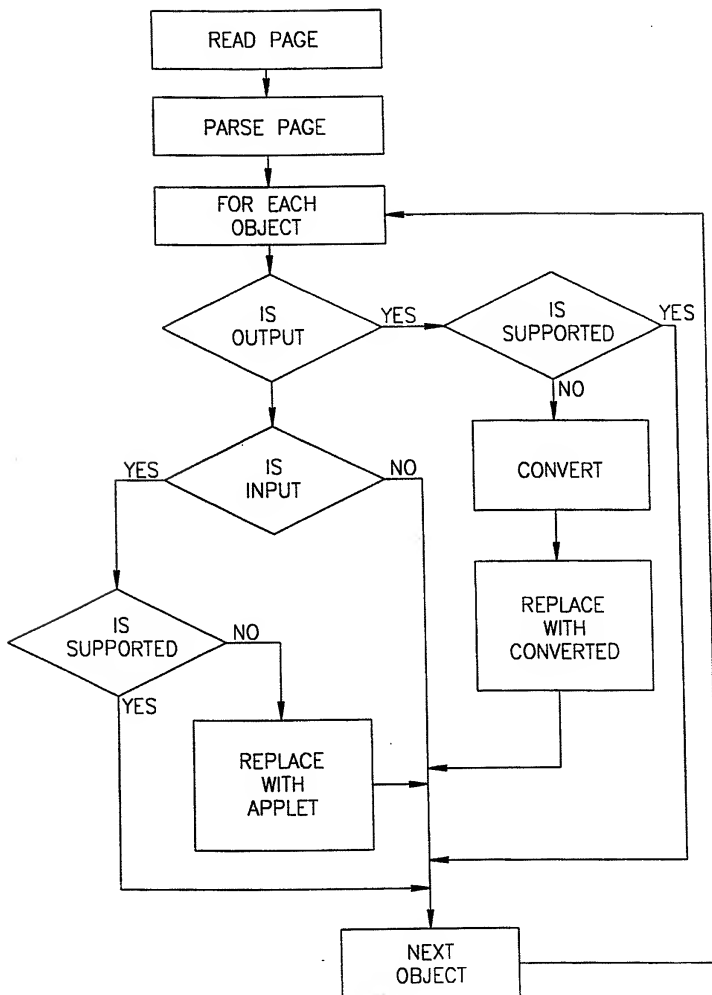 READ PAGE
PARSE PAGE
FOR EACH
OBJECT
IS
OUTPUT
YES
IS
SUPPORTED
YES
NO
CONVERT
REPLACE
WITH
CONVERTED
IS
INPUT
YES
NO
IS
SUPPORTED
NO
YES
REPLACE
WITH
APPLET
NEXT
OBJECT